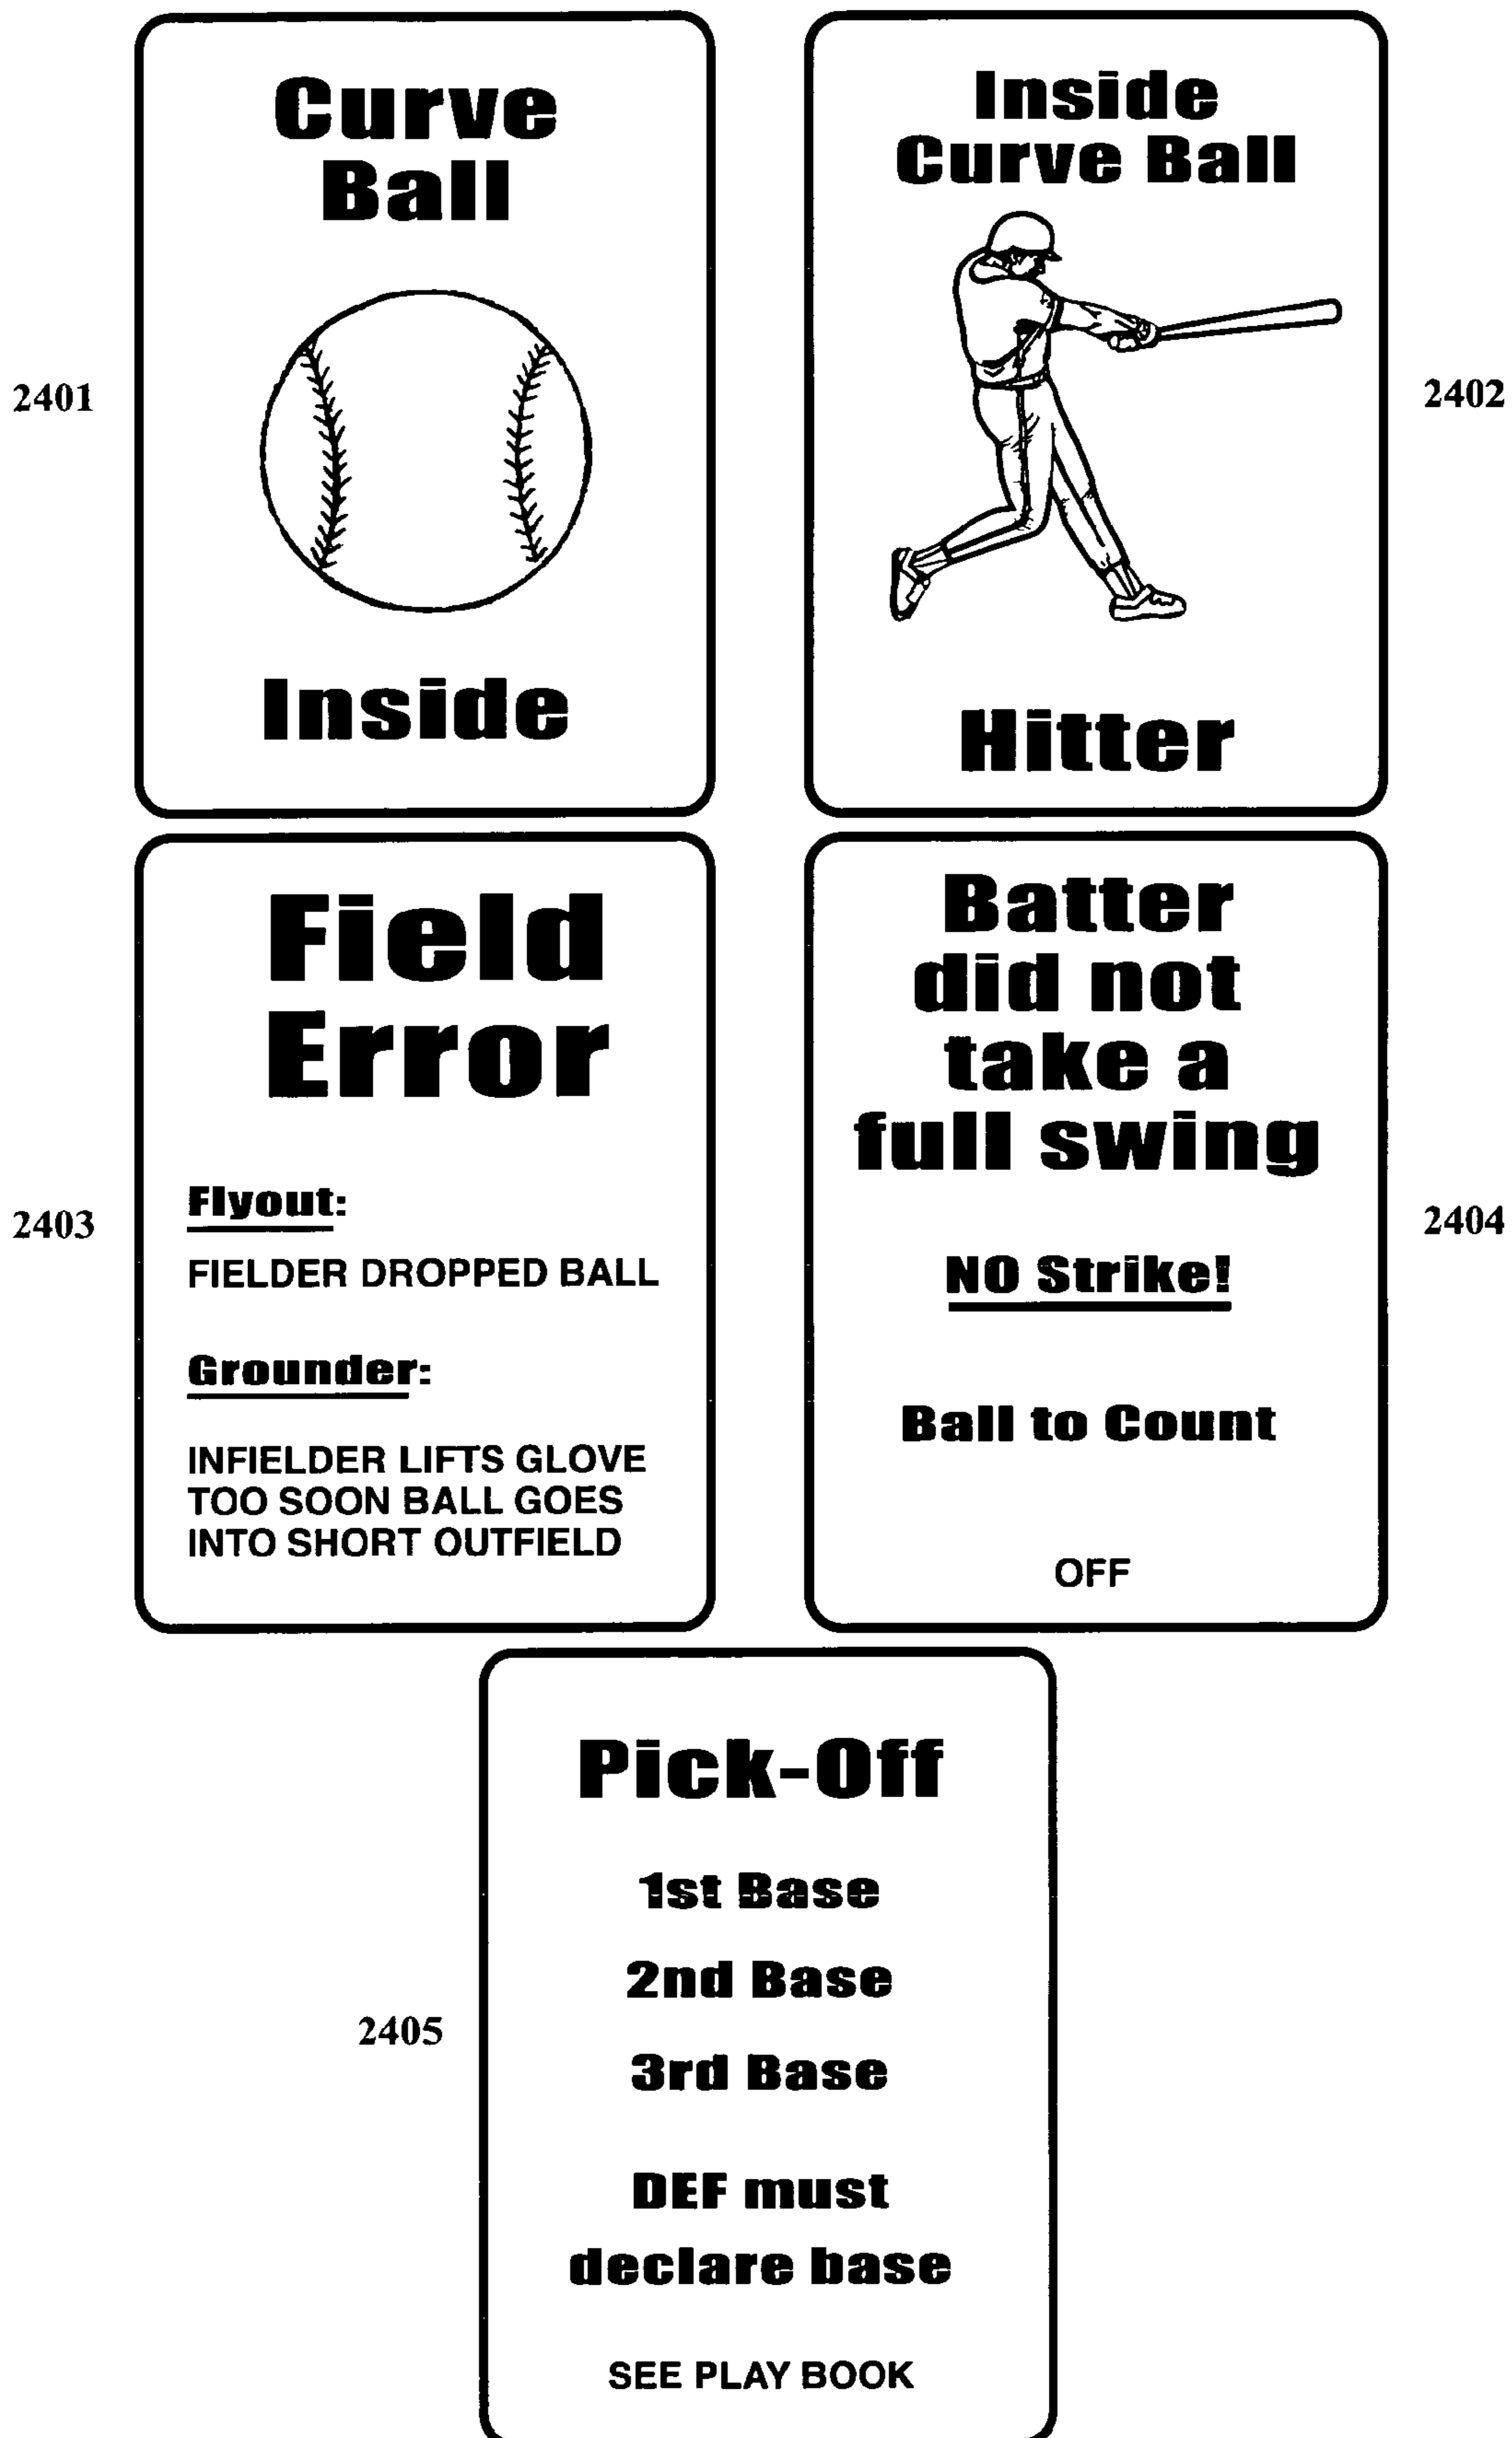 Curve
Ball
Inside
2401
Inside
Curve Ball
Hitter
2402
Field
Error
Flyout:
FIELDER DROPPED BALL
Grounder:
INFIELDER LIFTS GLOVE
TOO SOON BALL GOES
INTO SHORT OUTFIELD
2403
Batter
did not
take a
full swing
NO Strike!
Ball to Count
OFF
2404
Pick-Off
1st Base
2nd Base
3rd Base
DEF must
declare base
SEE PLAY BOOK
2405